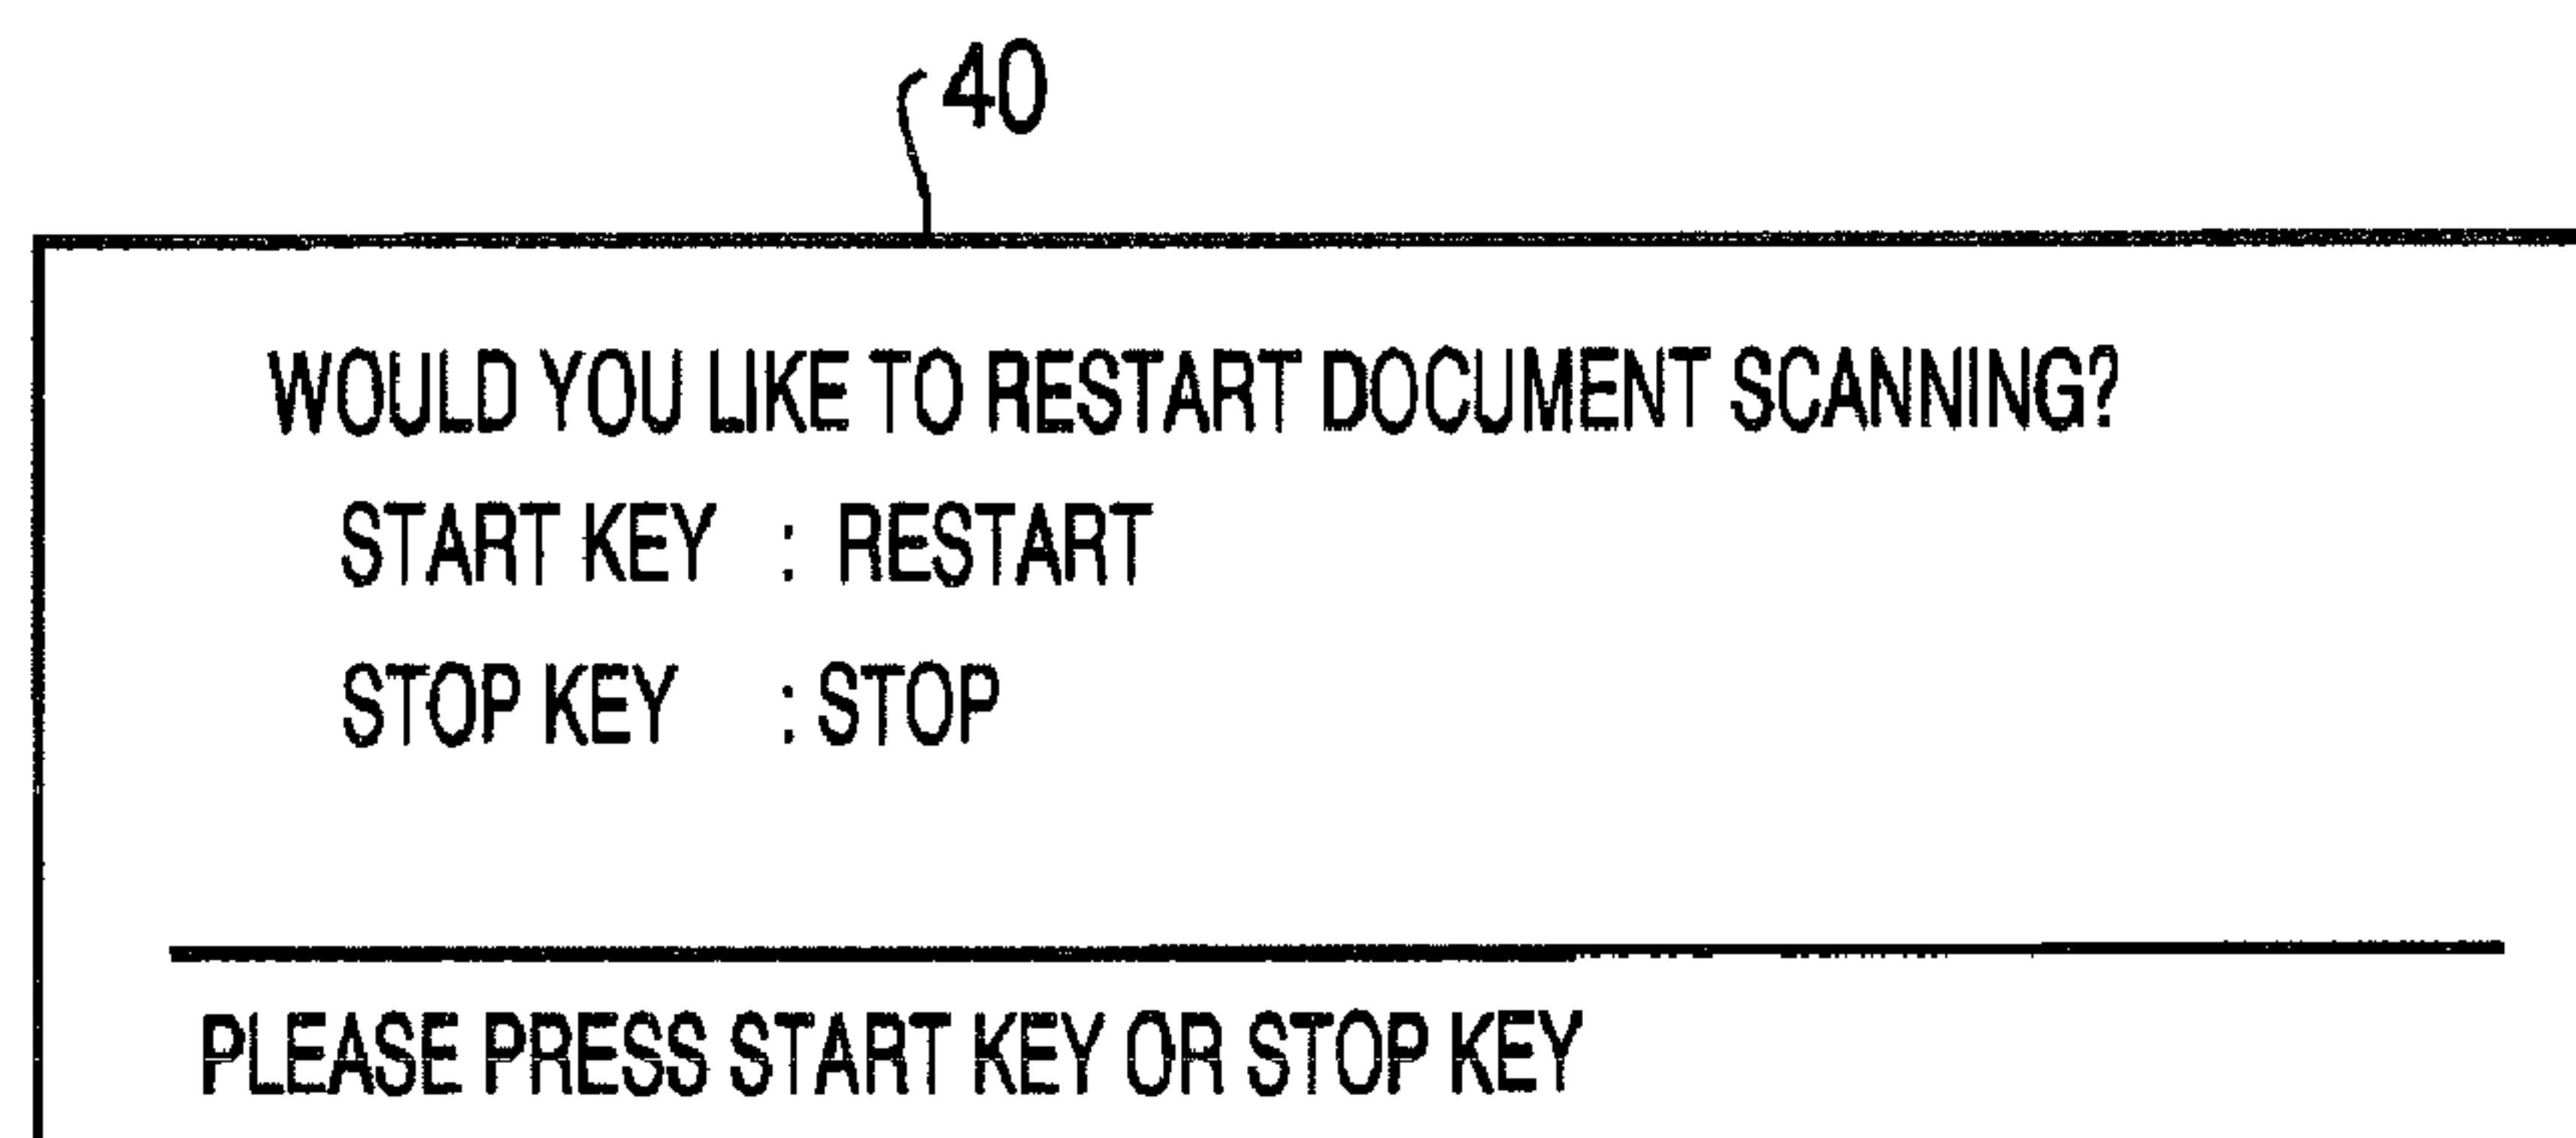 40
WOULD YOU LIKE TO RESTART DOCUMENT SCANNING?
START KEY : RESTART
STOP KEY : STOP
PLEASE PRESS START KEY OR STOP KEY